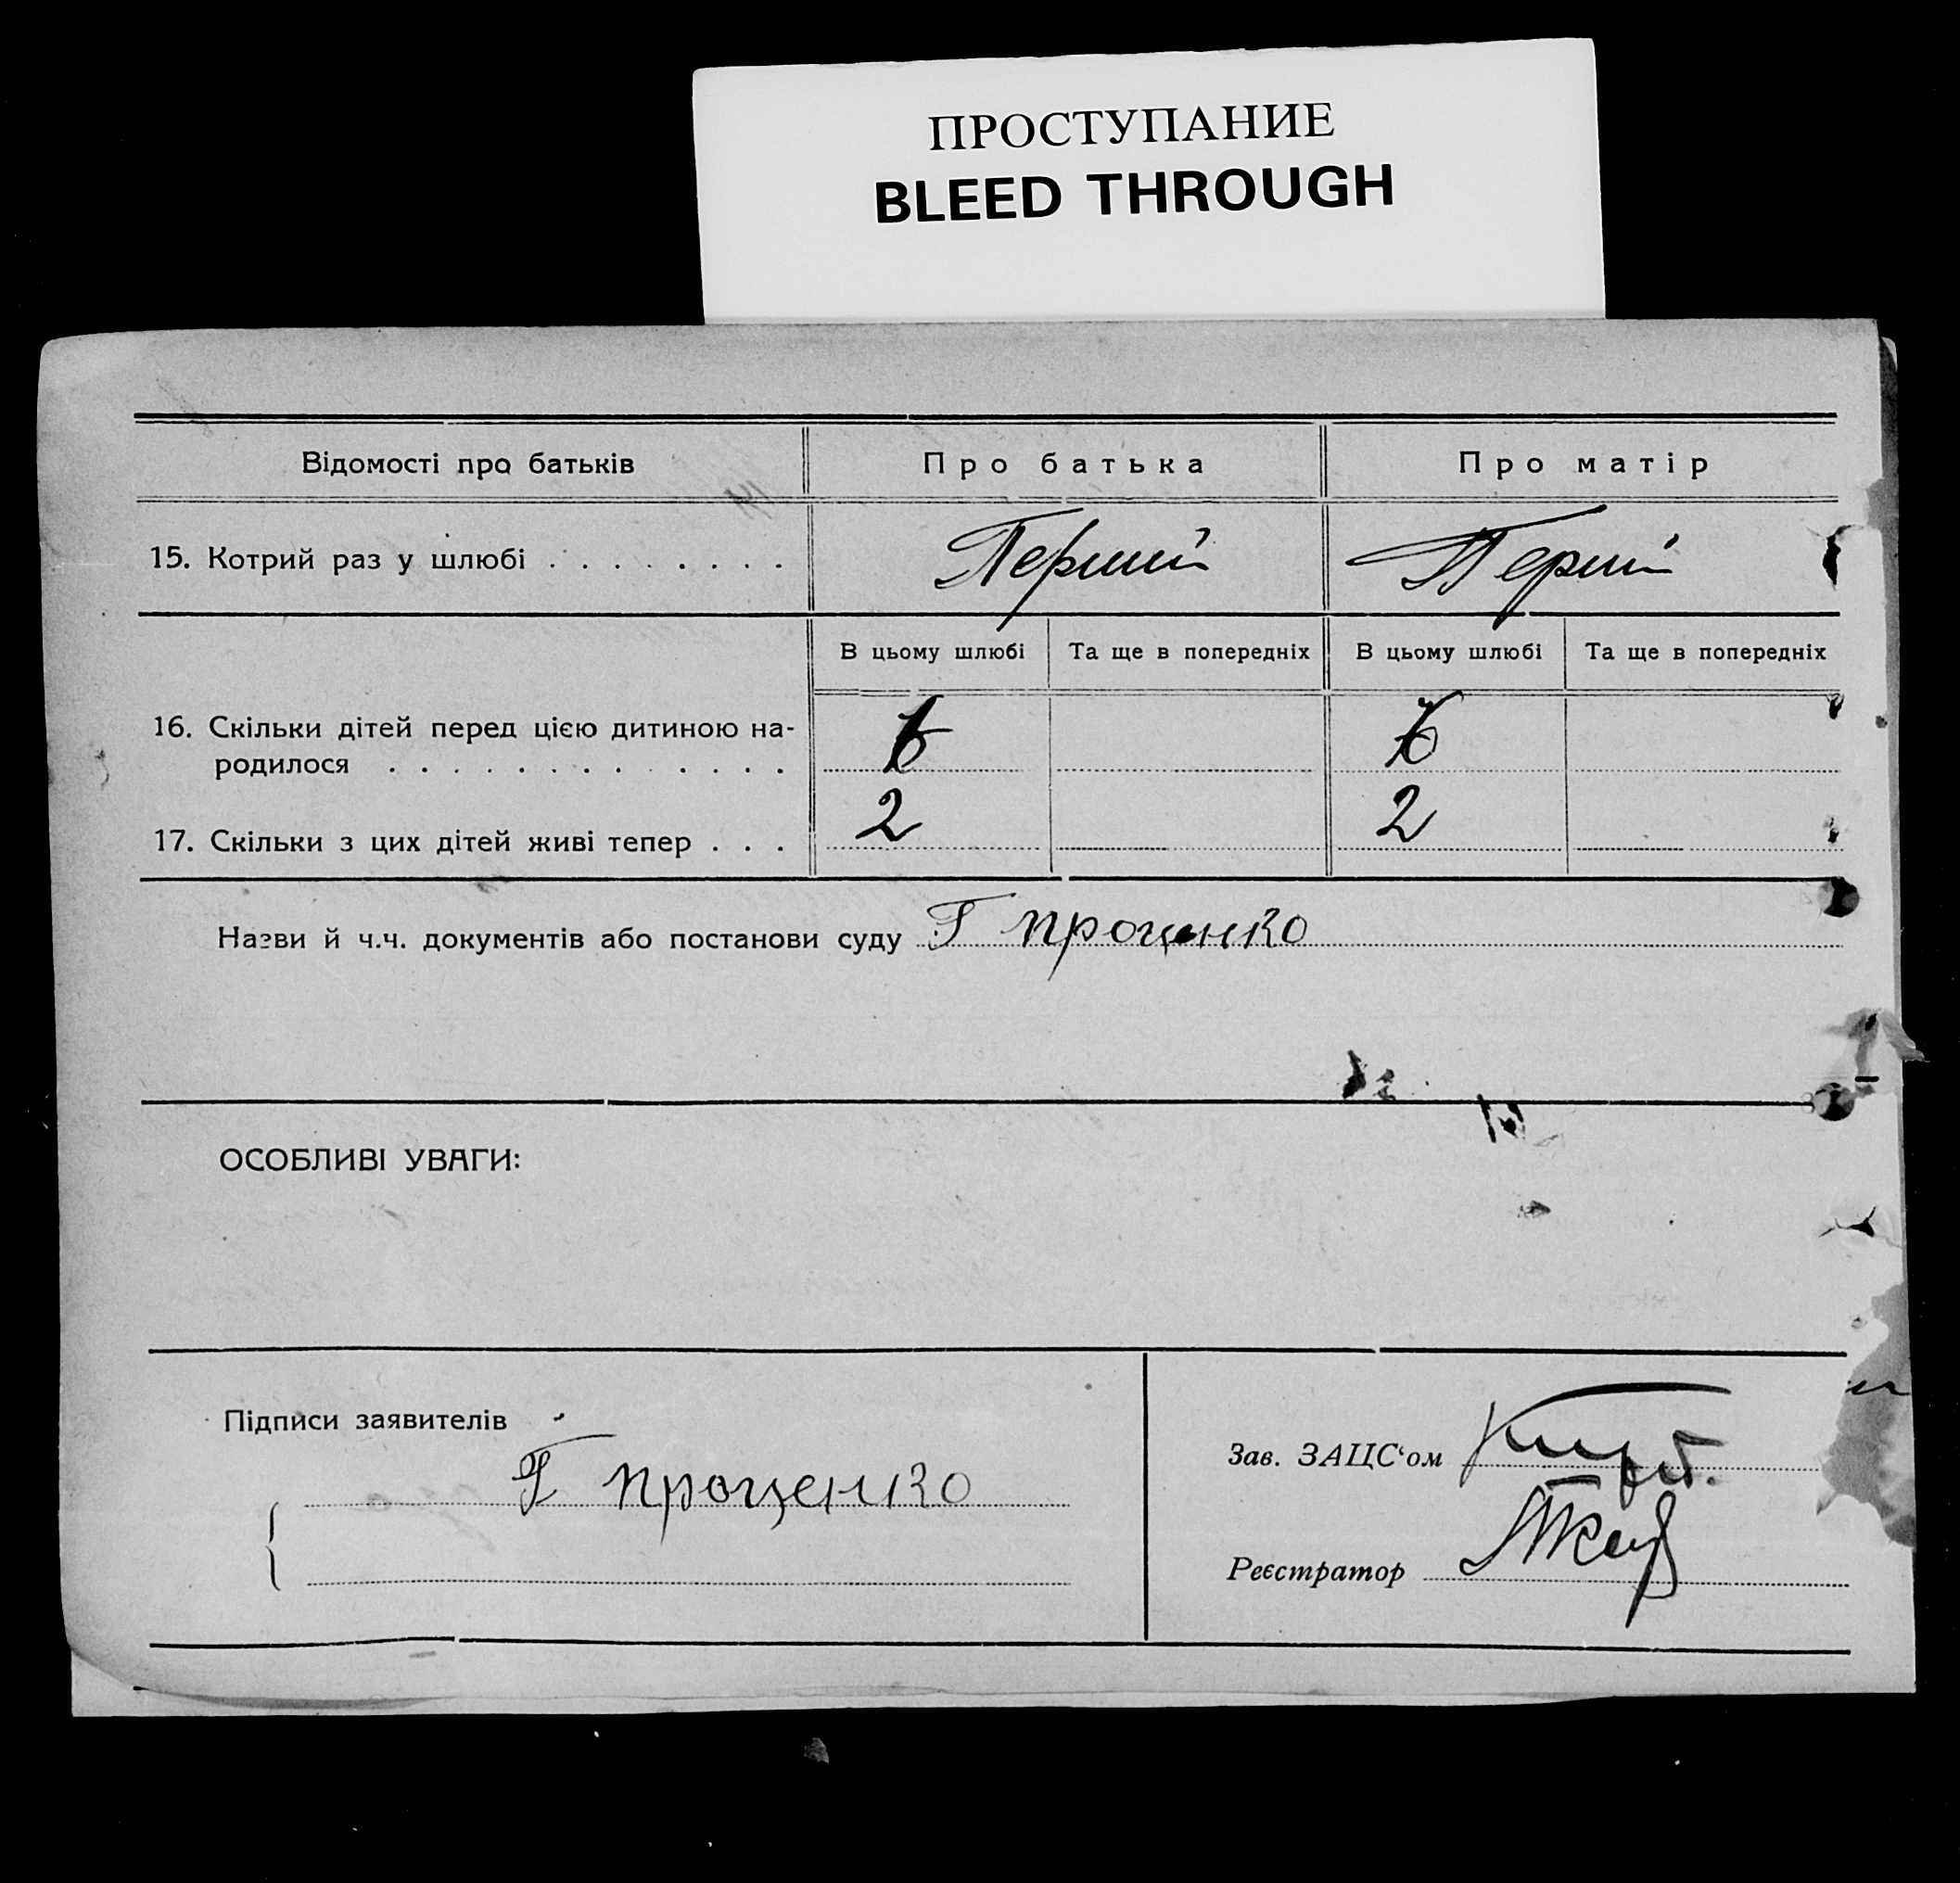 ПРОСТУПАНИЕ
BLEED THROUGH
Відомості про батьків Про батька Про матір
15. Котрий раз у шлюбі . . . . . . . . Перший Перший
В цьому шлюбі Та ще в попередніх В цьому шлюбі Та ще в попередніх
16. Скільки дітей перед цією дитиною на-
родилося . . . . . . . . . . . . .
17. Скільки з цих дітей живі тепер . . . 2 2
Назви й ч.ч. документів або постанови суду Г Проценко
ОСОБЛИВІ УВАГИ:
Підписи заявителів
Г Проценко
Зав. ЗАЦС‘ом
Реєстратор